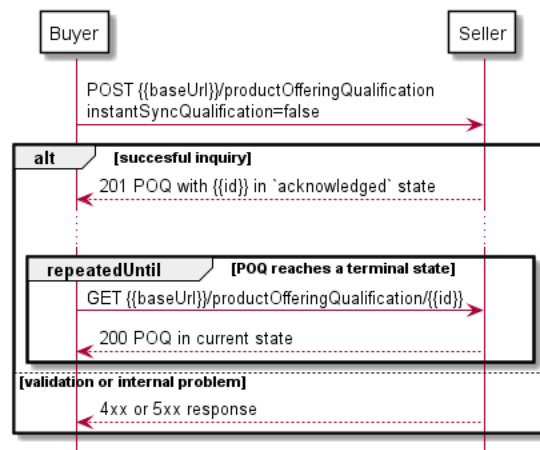 Buyer
Seller
POST {{baseUrl}}/productOfferingQualification
instantSyncQualification=false
alt
[succesful inquiry]
201 POQ with {{id}} in `acknowledged` state
repeatedUntil
[POQ reaches a terminal state]
GET {{baseUrl}}/productOfferingQualification/{{id}}
200 POQ in current state
[validation or internal problem]
4xx or 5xx response